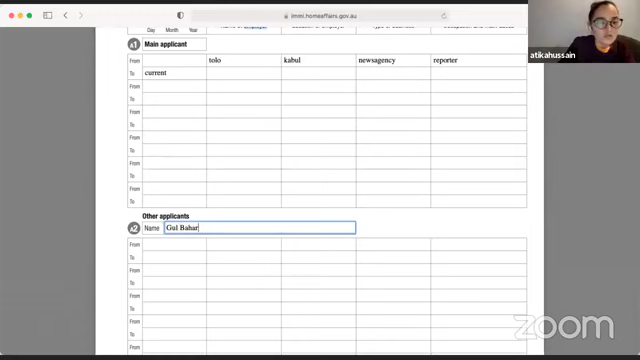 immi.homeaffairs.gov.au
Day Month Year
A1 Main applicant
From tolo kabul newsagency reporter
To current
From
To
From
To
From
To
From
To
From
To
Other applicants
A2 Name Gul Bahar
From
To
From
To
From
To
From
To
From
atikahussain
zoom